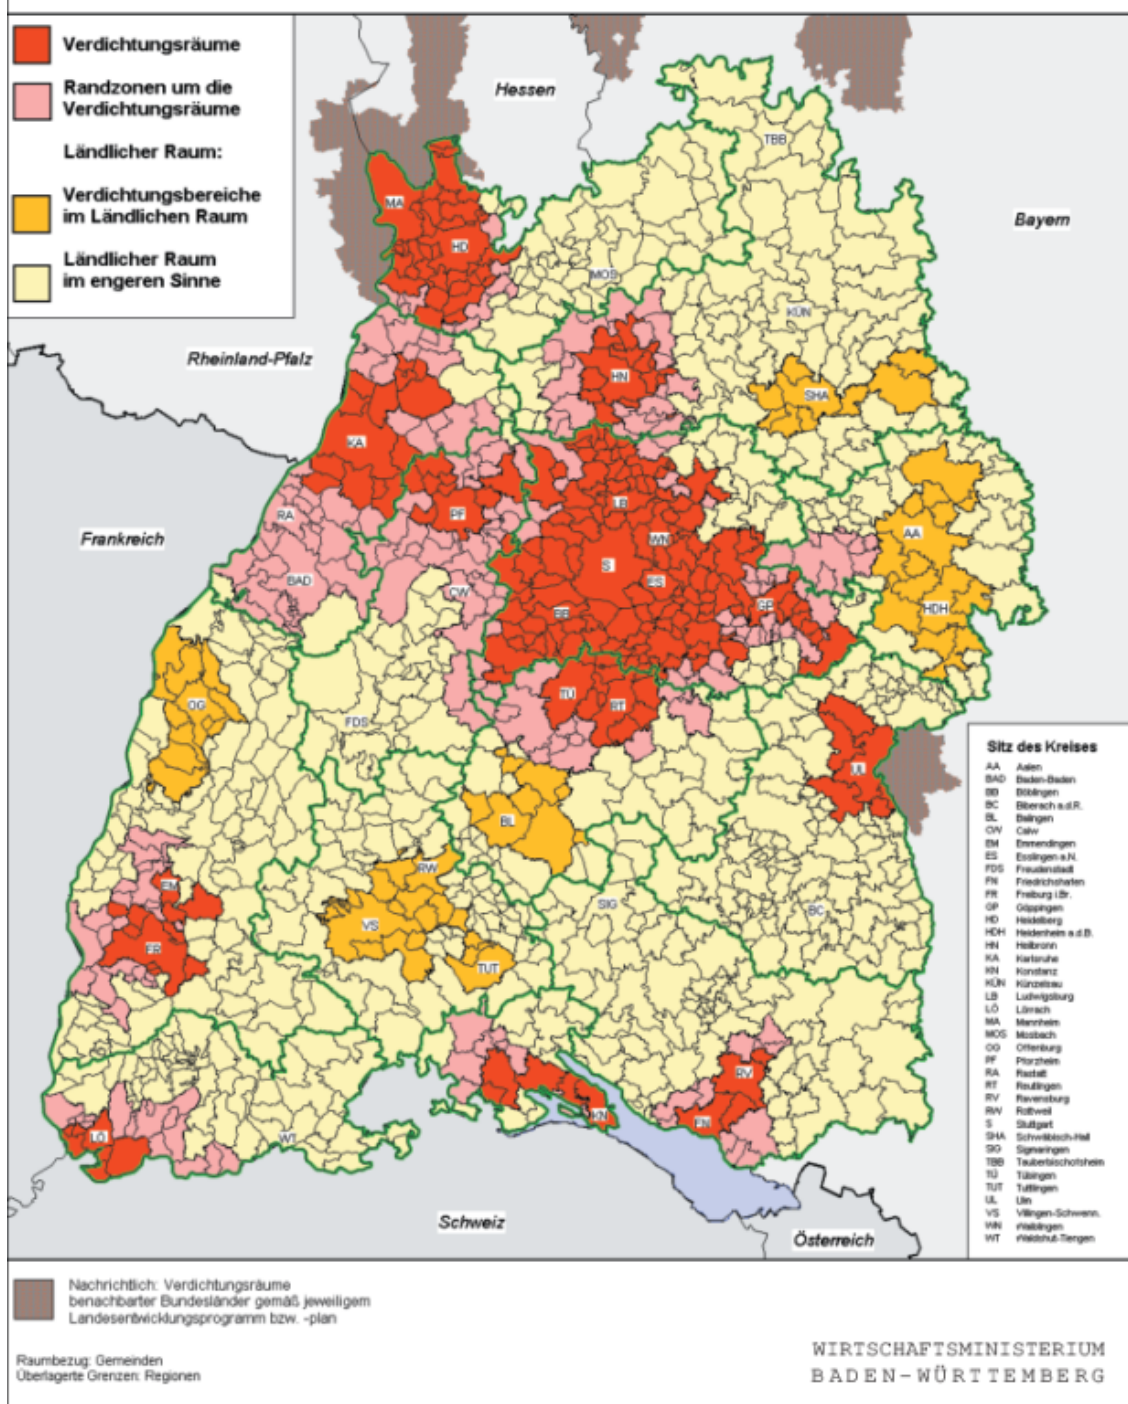 Verdichtungsräume
Randzonen um die
Verdichtungsräume
Ländlicher Raum:
Verdichtungsbereiche
im Ländlichen Raum
Ländlicher Raum
im engeren Sinne
Hessen
Bayern
Rheinland-Pfalz
Frankreich
Schweiz
Österreich
TBB
MA
HD
MOS
KÜN
HN
SHA
KA
LB
PF
RA
WN
AA
S
ES
BAD
CW
BB
GP
HDH
TÜ
RT
OG
FDS
UL
BL
RW
EM
SIG
BC
VS
FR
TUT
RV
KN
FN
LÖ
WT
Sitz des Kreises
AA Aalen
BAD Baden-Baden
BB Böblingen
BC Biberach a.d.R.
BL Balingen
CW Calw
EM Emmendingen
ES Esslingen a.N.
FDS Freudenstadt
FN Friedrichshafen
FR Freiburg i.Br.
GP Göppingen
HD Heidelberg
HDH Heidenheim a.d.B.
HN Heilbronn
KA Karlsruhe
KN Konstanz
KÜN Künzelsau
LB Ludwigsburg
LÖ Lörrach
MA Mannheim
MOS Mosbach
OG Offenburg
PF Pforzheim
RA Rastatt
RT Reutlingen
RV Ravensburg
RW Rottweil
S Stuttgart
SHA Schwäbisch-Hall
SIG Sigmaringen
TBB Tauberbischofsheim
TÜ Tübingen
TUT Tuttlingen
UL Ulm
VS Villingen-Schwenn.
WN Waiblingen
WT Waldshut-Tiengen
Nachrichtlich: Verdichtungsräume
benachbarter Bundesländer gemäß jeweiligem
Landesentwicklungsprogramm bzw. -plan
Raumbezug: Gemeinden
Überlagerte Grenzen: Regionen
WIRTSCHAFTSMINISTERIUM
BADEN-WÜRTTEMBERG